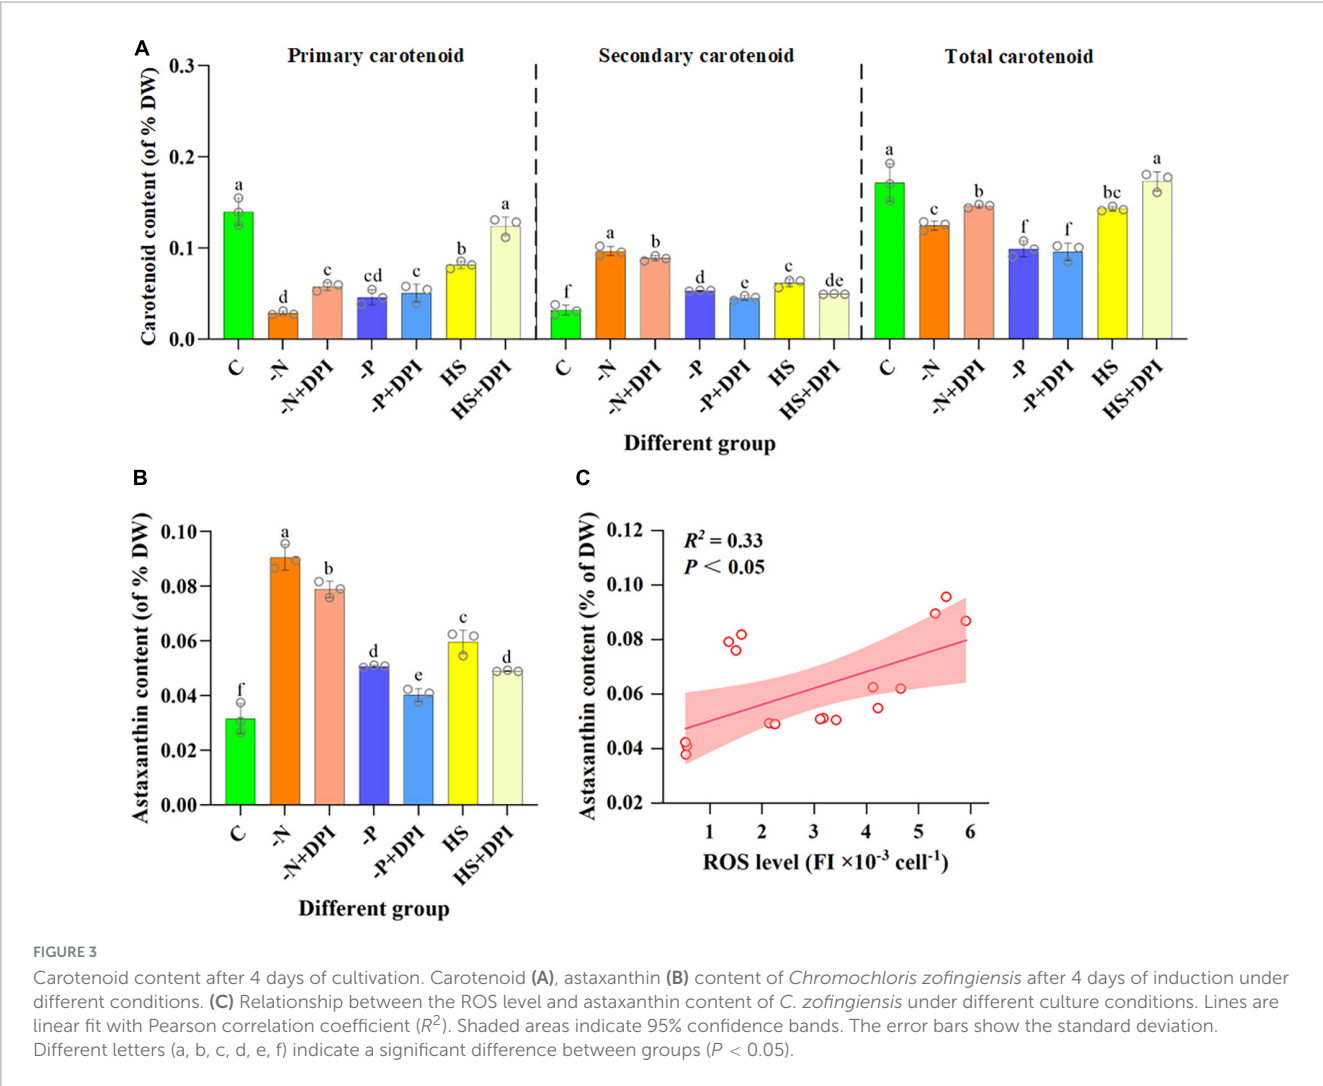 A
Primary carotenoid
Secondary carotenoid
Total carotenoid
Carotenoid content (of % DW)
0.3
0.2
0.1
0.0
a
d
c
cd
c
b
a
f
a
b
d
e
c
de
a
c
b
f
f
bc
a
C
-N
-N+DPI
-P
-P+DPI
HS
HS+DPI
C
-N
-N+DPI
-P
-P+DPI
HS
HS+DPI
C
-N
-N+DPI
-P
-P+DPI
HS
HS+DPI
Different group
B
Astaxanthin content (of % DW)
0.10
0.08
0.06
0.04
0.02
0.00
f
a
b
d
e
c
d
C
-N
-N+DPI
-P
-P+DPI
HS
HS+DPI
Different group
C
Astaxanthin content (% of DW)
0.12
0.10
0.08
0.06
0.04
0.02
R² = 0.33
P < 0.05
1
2
3
4
5
6
ROS level (FI ×10⁻³ cell⁻¹)
FIGURE 3
Carotenoid content after 4 days of cultivation. Carotenoid (A), astaxanthin (B) content of Chromochloris zofingiensis after 4 days of induction under
different conditions. (C) Relationship between the ROS level and astaxanthin content of C. zofingiensis under different culture conditions. Lines are
linear fit with Pearson correlation coefficient (R²). Shaded areas indicate 95% confidence bands. The error bars show the standard deviation.
Different letters (a, b, c, d, e, f) indicate a significant difference between groups (P < 0.05).